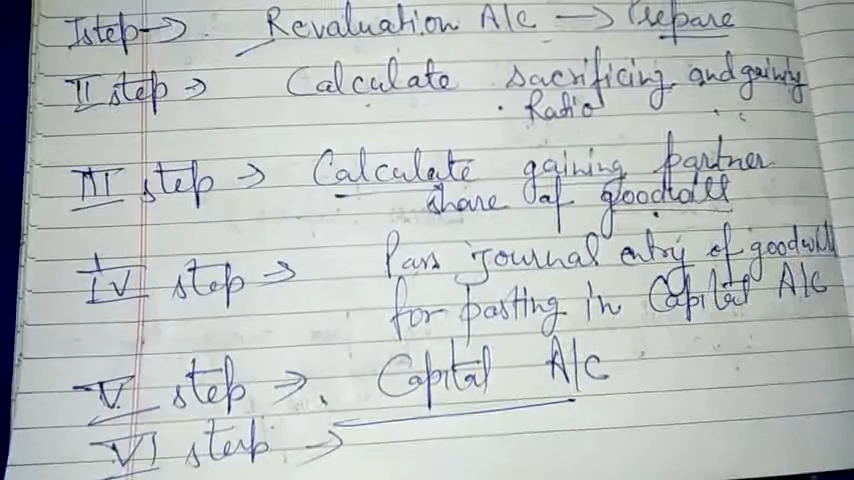 Istep → Revaluation A/c → Prepare
II step → Calculate sacrificing and gaining
Ratio
III step → Calculate gaining partner
share of goodwill
IV step → Pass Journal entry of goodwill
for posting in Capital A/c
V step → Capital A/c
VI step →